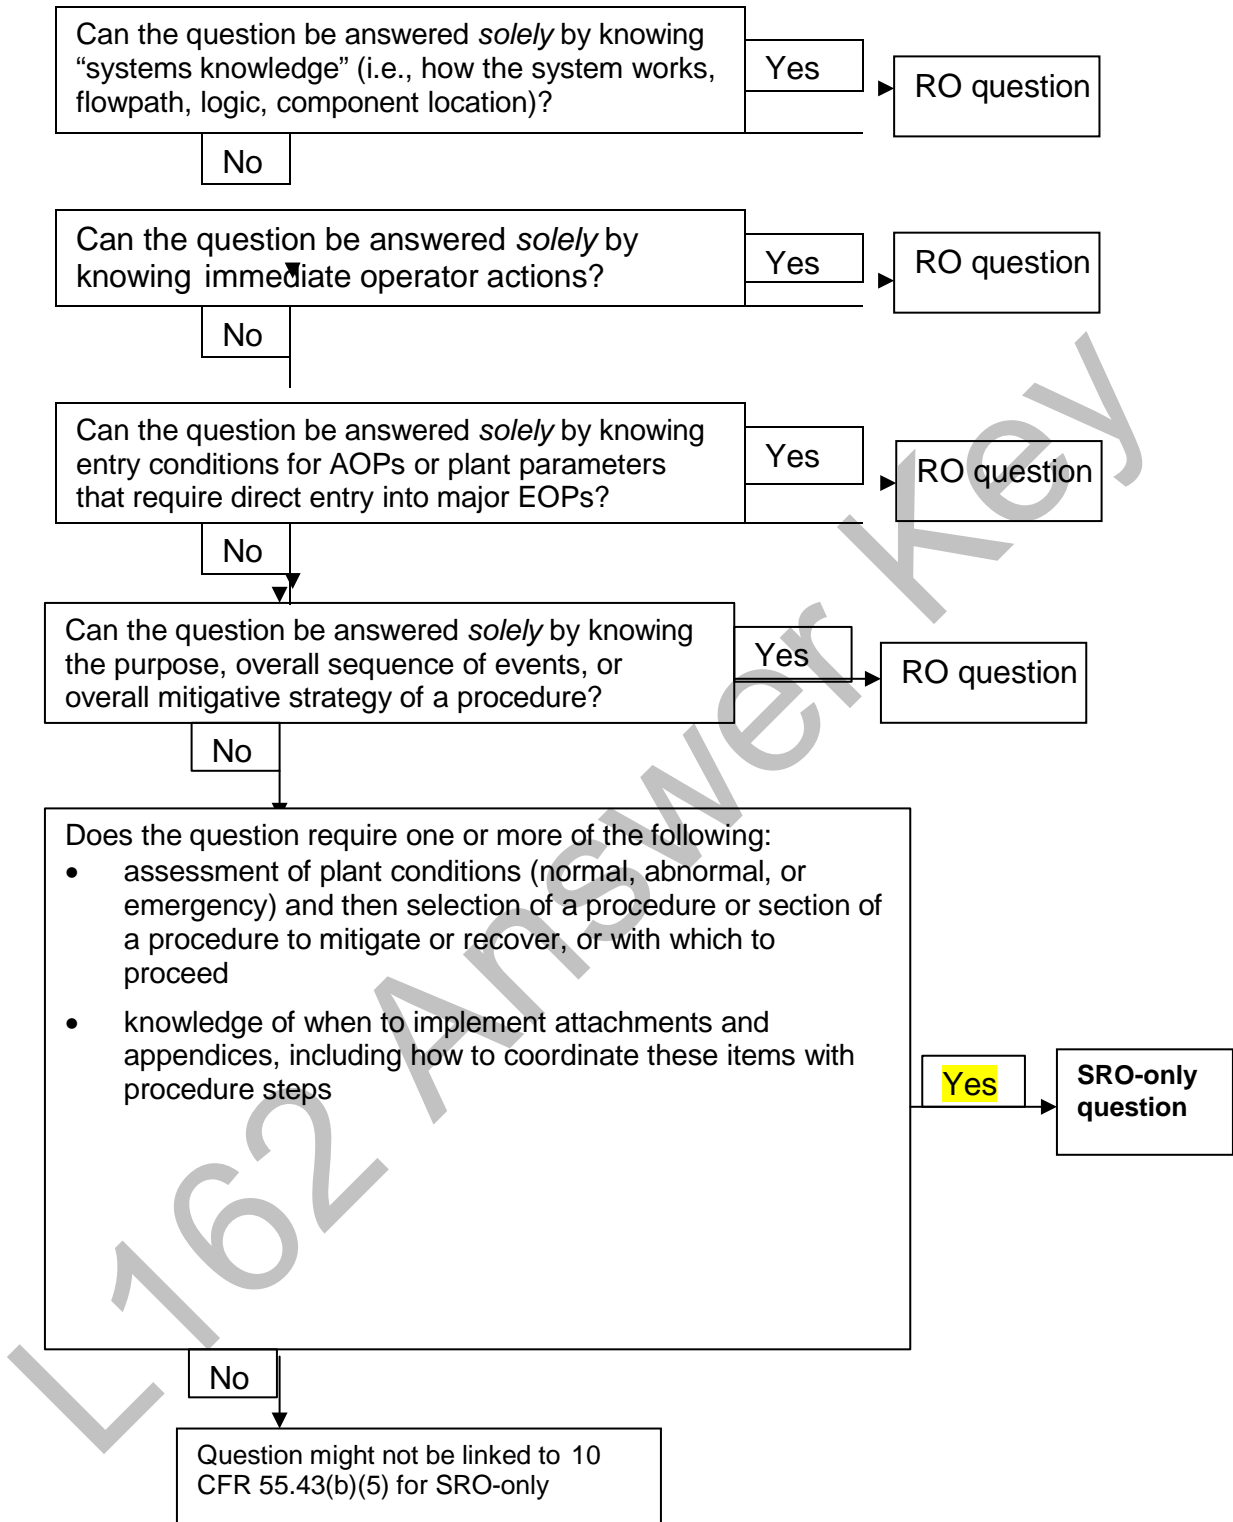 Can the question be answered solely by knowing
“systems knowledge” (i.e., how the system works,
flowpath, logic, component location)?
Yes
RO question
No
Can the question be answered solely by
knowing immediate operator actions?
Yes
RO question
No
Can the question be answered solely by knowing
entry conditions for AOPs or plant parameters
that require direct entry into major EOPs?
Yes
RO question
No
Can the question be answered solely by knowing
the purpose, overall sequence of events, or
overall mitigative strategy of a procedure?
Yes
RO question
No
Does the question require one or more of the following:
• assessment of plant conditions (normal, abnormal, or
emergency) and then selection of a procedure or section of
a procedure to mitigate or recover, or with which to
proceed
• knowledge of when to implement attachments and
appendices, including how to coordinate these items with
procedure steps
Yes
SRO-only
question
No
Question might not be linked to 10
CFR 55.43(b)(5) for SRO-only
L162 Answer Key